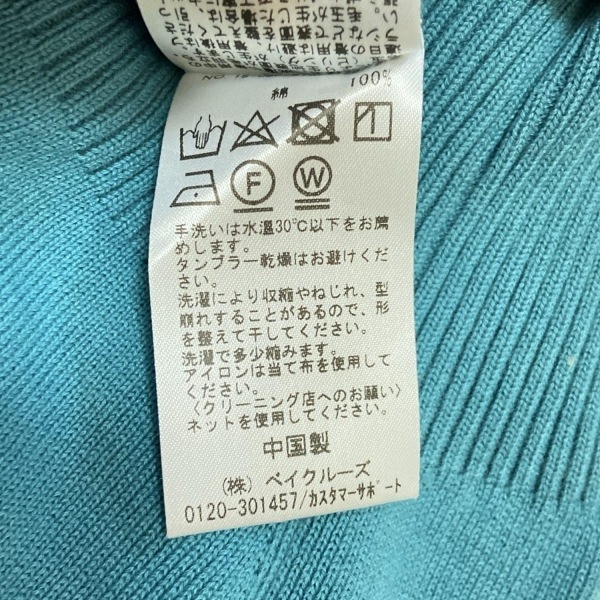 綿
100%
F W
手洗いは水温30℃以下をお薦
めします。
タンブラー乾燥はお避けくだ
さい。
洗濯により収縮やねじれ、型
崩れすることがあるので、形
を整えて干してください。
洗濯で多少縮みます。
アイロンは当て布を使用して
ください。
〈クリーニング店へのお願い〉
ネットを使用してください。
中国製
(株) ベイクルーズ
0120-301457/カスタマーサポート